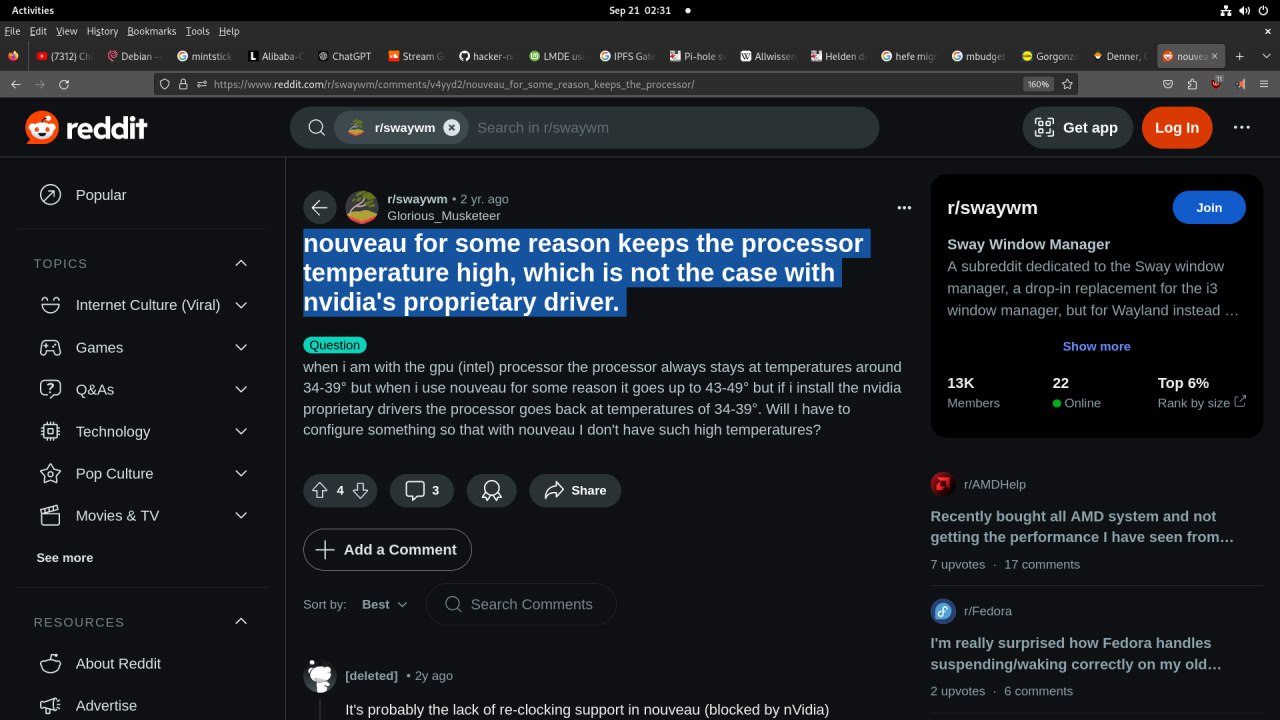 Activities
Sep 21 02:31
File Edit View History Bookmarks Tools Help
(7312) Ch
Debian —
mintstick
Alibaba-C
ChatGPT
Stream G
hacker-n
LMDE us
IPFS Gate
Pi-hole s
Allwissen
Helden d
hefe migr
mbudget
Gorgonzo
Denner,
nouvea
https://www.reddit.com/r/swaywm/comments/v4yyd2/nouveau_for_some_reason_keeps_the_processor/
160%
reddit
r/swaywm
Search in r/swaywm
Get app
Log In
Popular
TOPICS
Internet Culture (Viral)
Games
Q&As
Technology
Pop Culture
Movies & TV
See more
RESOURCES
About Reddit
Advertise
r/swaywm • 2 yr. ago
Glorious_Musketeer
nouveau for some reason keeps the processor
temperature high, which is not the case with
nvidia's proprietary driver.
Question
when i am with the gpu (intel) processor the processor always stays at temperatures around
34-39° but when i use nouveau for some reason it goes up to 43-49° but if i install the nvidia
proprietary drivers the processor goes back at temperatures of 34-39°. Will I have to
configure something so that with nouveau I don't have such high temperatures?
4
3
Share
Add a Comment
Sort by: Best
Search Comments
[deleted] • 2y ago
It's probably the lack of re-clocking support in nouveau (blocked by nVidia)
r/swaywm
Join
Sway Window Manager
A subreddit dedicated to the Sway window
manager, a drop-in replacement for the i3
window manager, but for Wayland instead …
Show more
13K 22 Top 6%
Members Online Rank by size
r/AMDHelp
Recently bought all AMD system and not
getting the performance I have seen from…
7 upvotes · 17 comments
r/Fedora
I'm really surprised how Fedora handles
suspending/waking correctly on my old…
2 upvotes · 6 comments